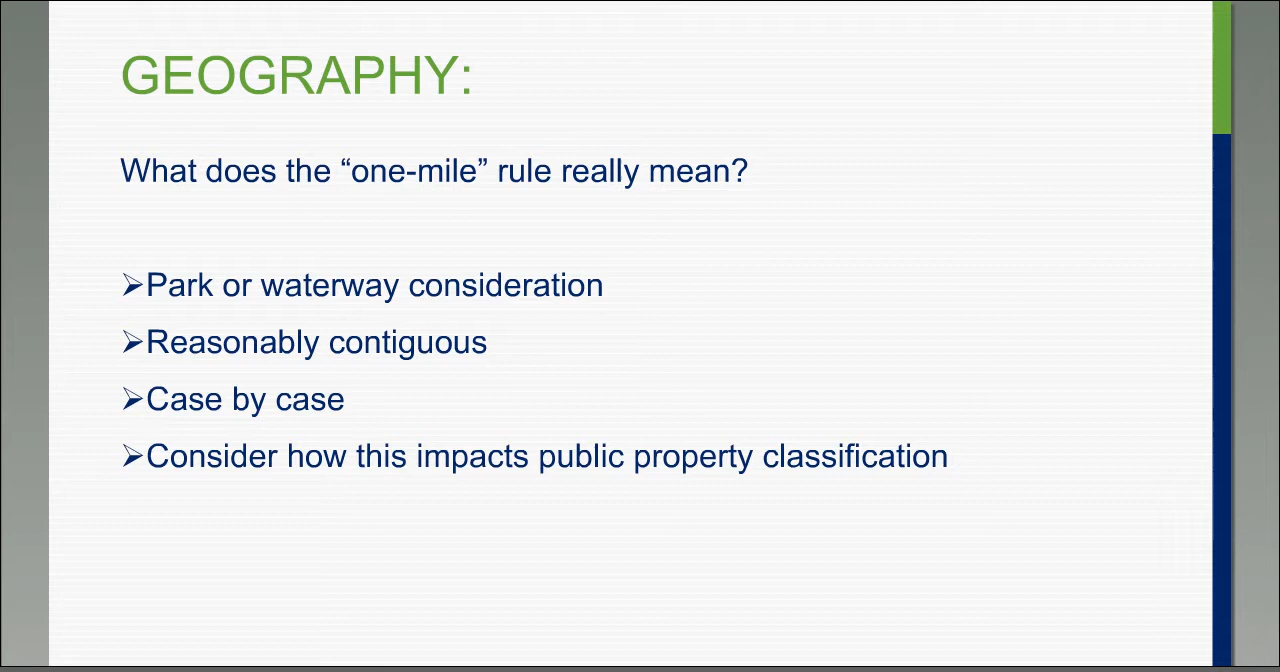 GEOGRAPHY:
What does the “one-mile” rule really mean?
➢Park or waterway consideration
➢Reasonably contiguous
➢Case by case
➢Consider how this impacts public property classification